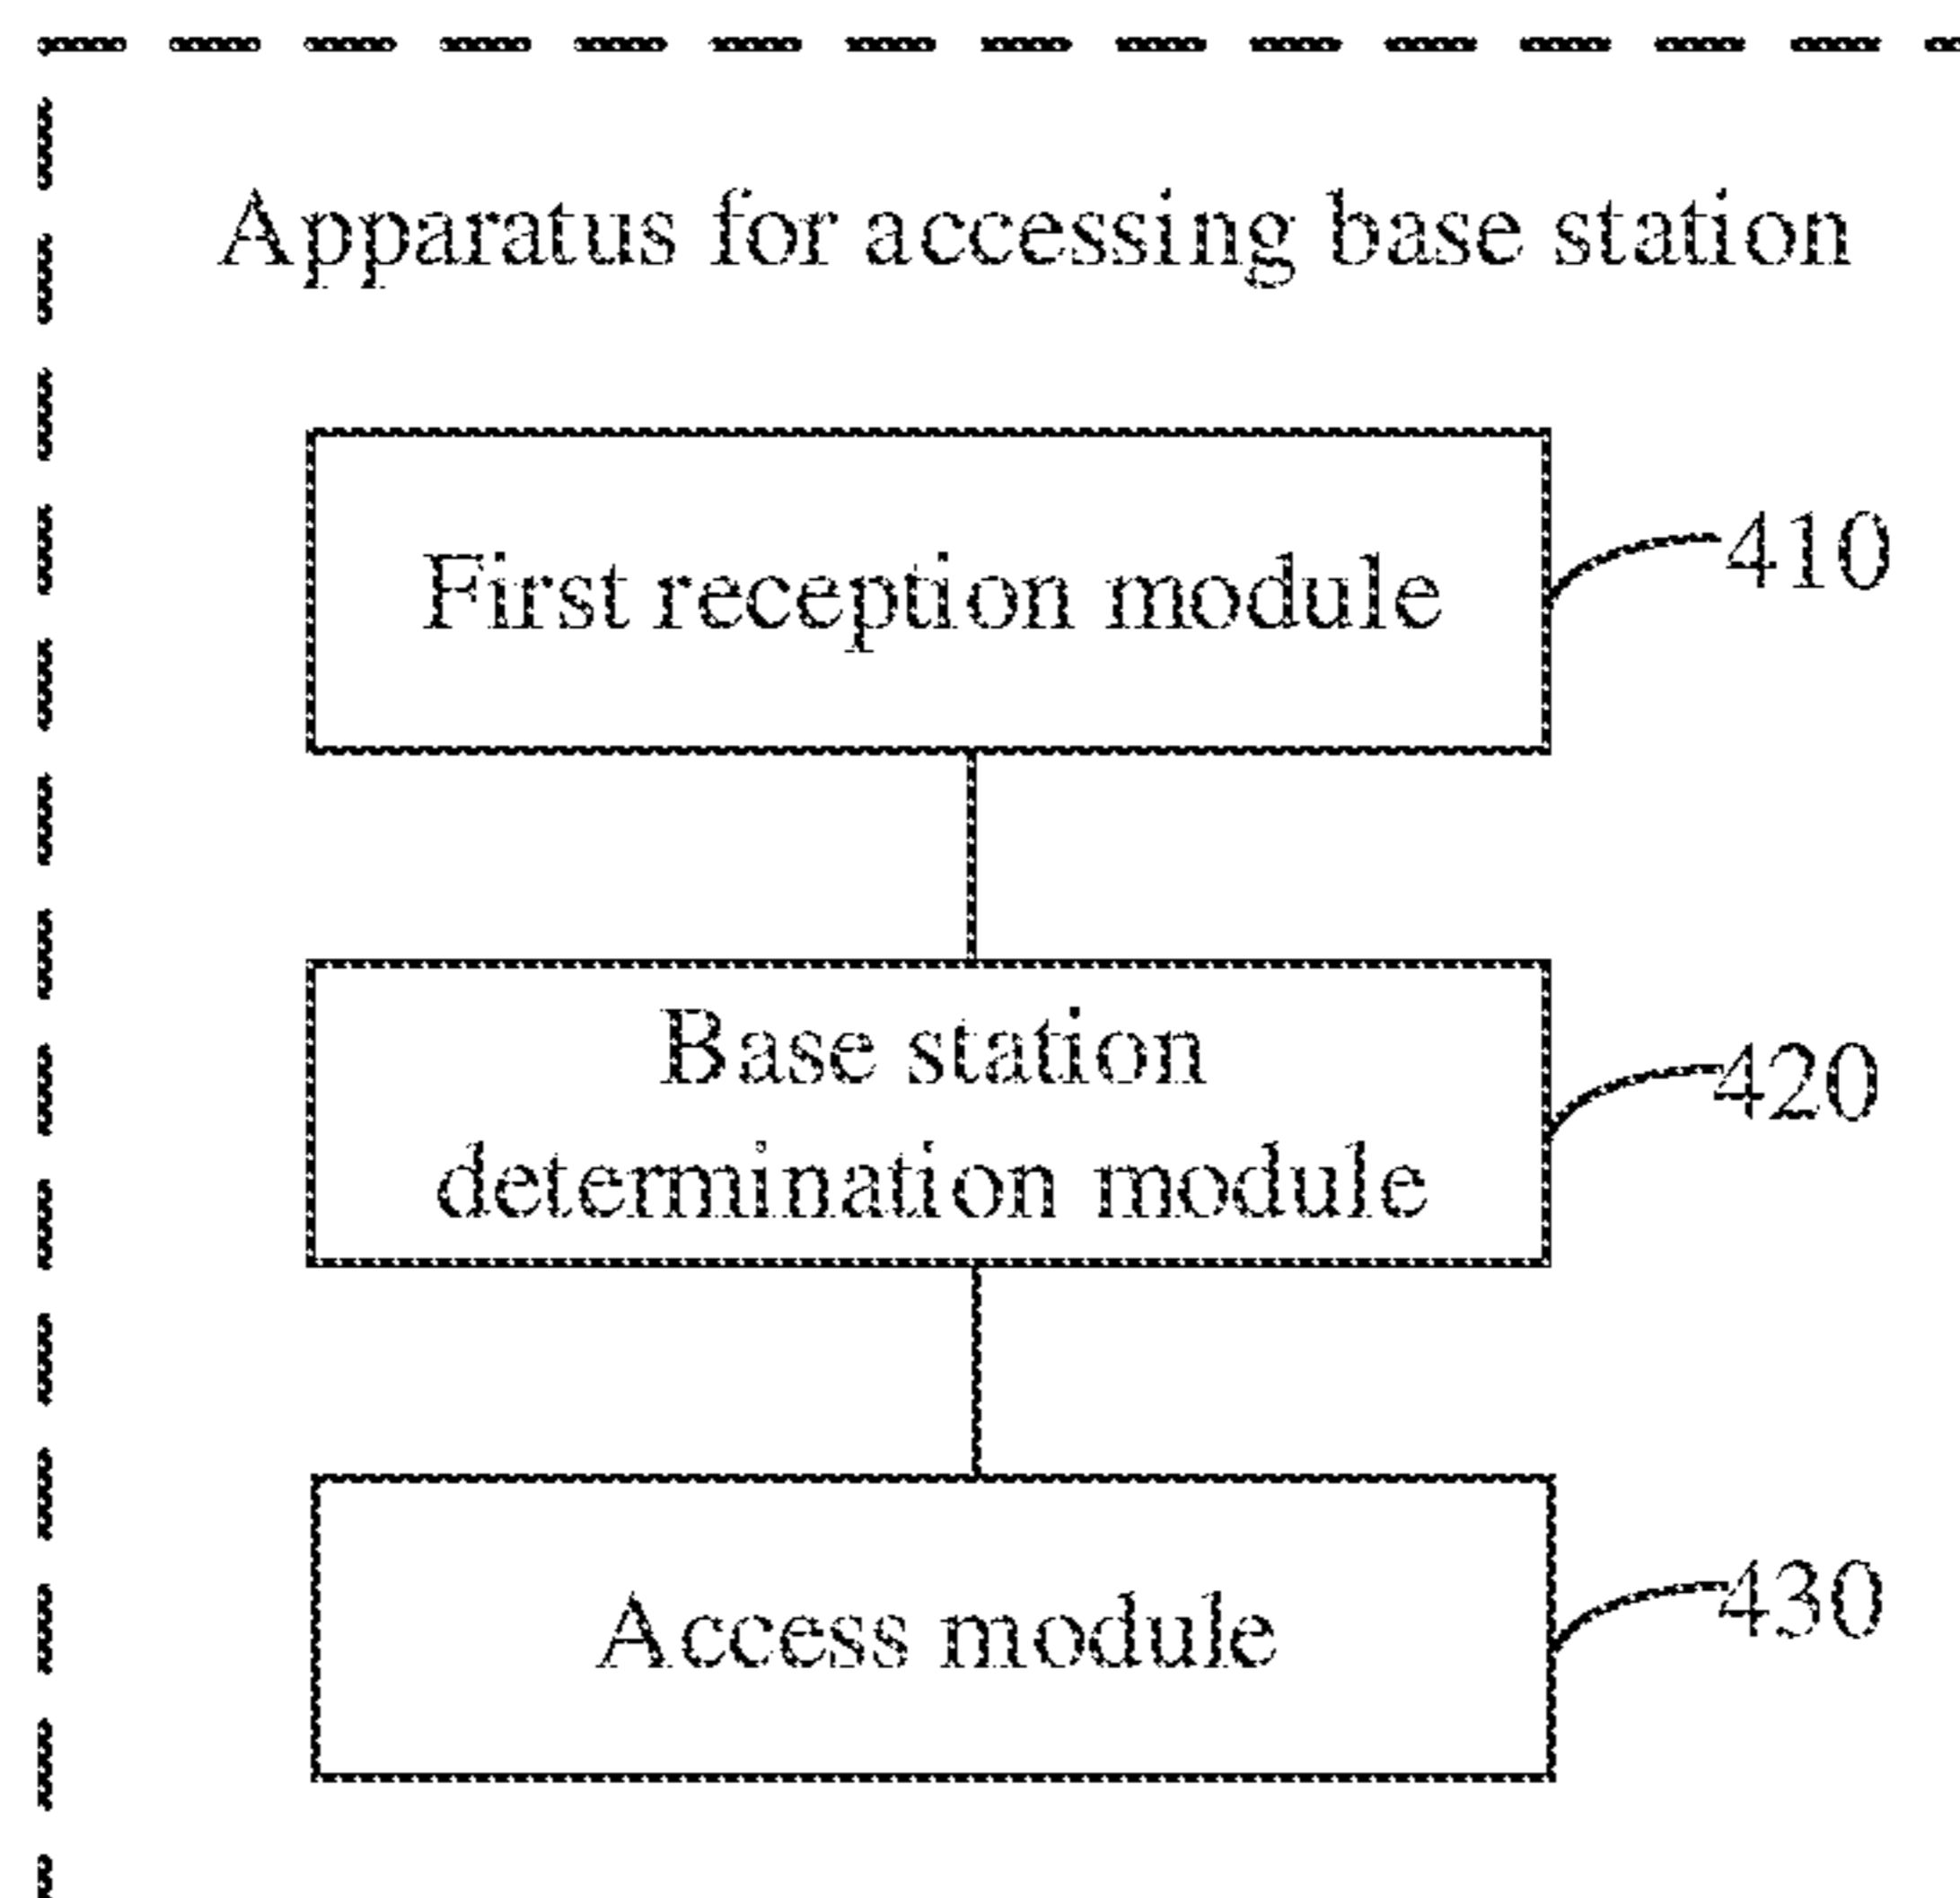 Apparatus for accessing base station
First reception module
410
Base station
determination module
420
Access module
430